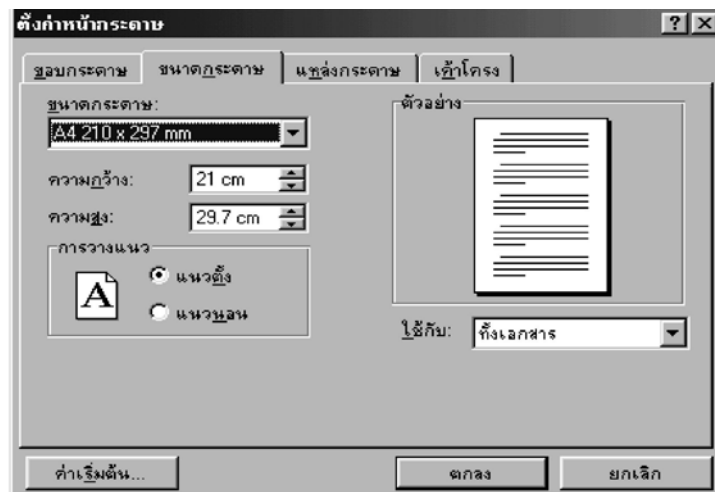 ตั้งค่าหน้ากระดาษ
ขอบกระดาษ ขนาดกระดาษ แหล่งกระดาษ เค้าโครง
ขนาดกระดาษ: ตัวอย่าง
A4 210 x 297 mm
ความกว้าง: 21 cm
ความสูง: 29.7 cm
การวางแนว
A แนวตั้ง
แนวนอน
ใช้กับ: ทั้งเอกสาร
ค่าเริ่มต้น... ตกลง ยกเลิก